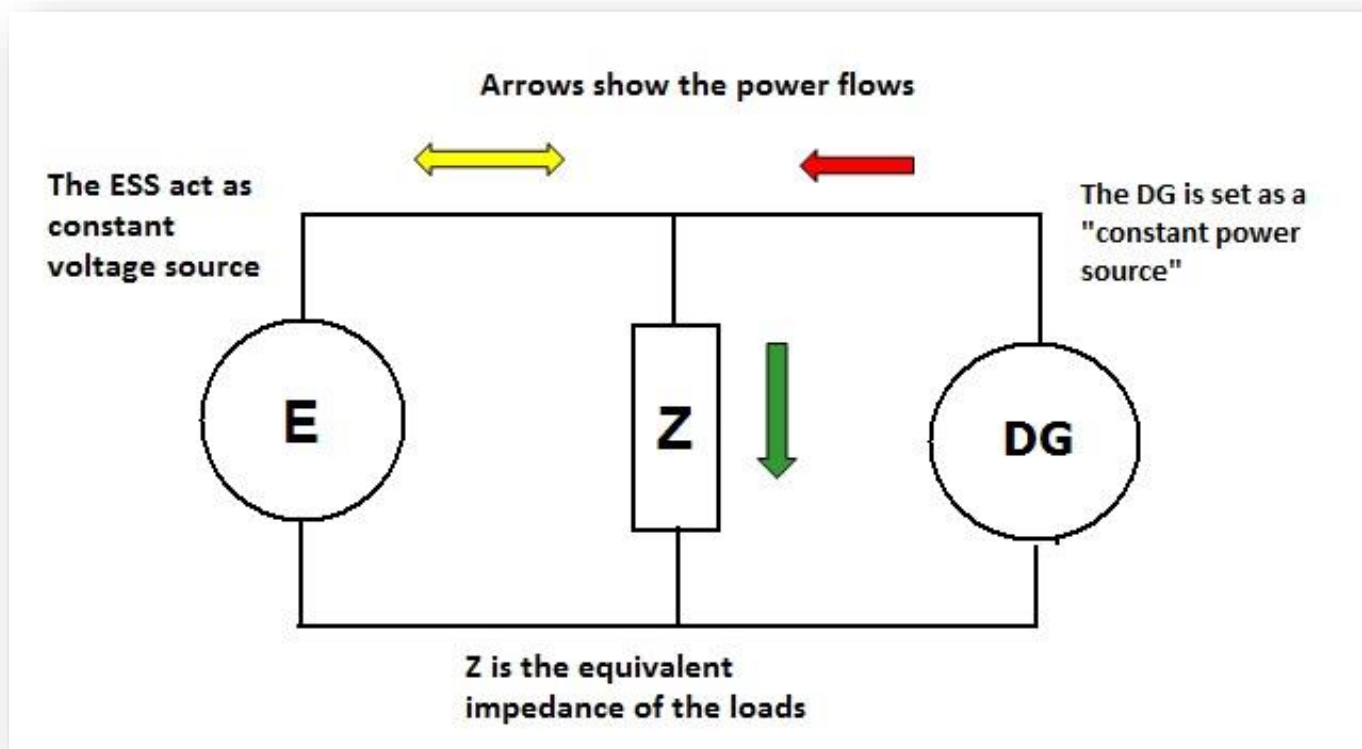 Arrows show the power flows
The ESS act as
constant
voltage source
The DG is set as a
"constant power
source"
E
Z
DG
Z is the equivalent
impedance of the loads